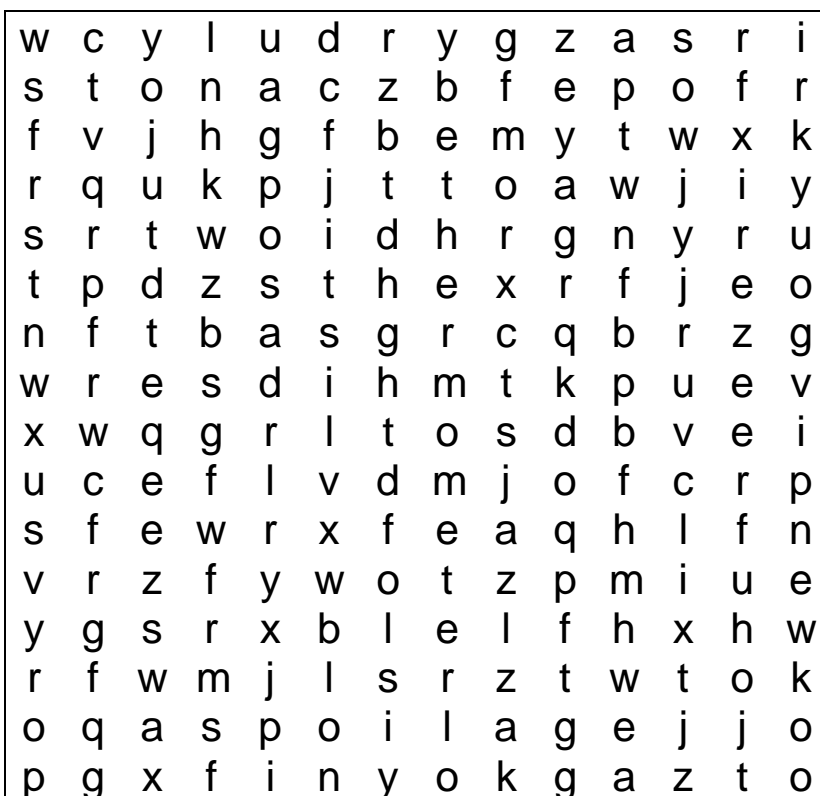 w c y l u d r y g z a s r i
s t o n a c z b f e p o f r
f v j h g f b e m y t w x k
r q u k p j t t o a w j i y
s r t w o i d h r g n y r u
t p d z s t h e x r f j e o
n f t b a s g r c q b r z g
w r e s d i h m t k p u e v
x w q g r l t o s d b v e i
u c e f l v d m j o f c r p
s f e w r x f e a q h l f n
v r z f y w o t z p m i u e
y g s r x b l e l f h x h w
r f w m j l s r z t w t o k
o q a s p o i l a g e j j o
p g x f i n y o k g a z t o